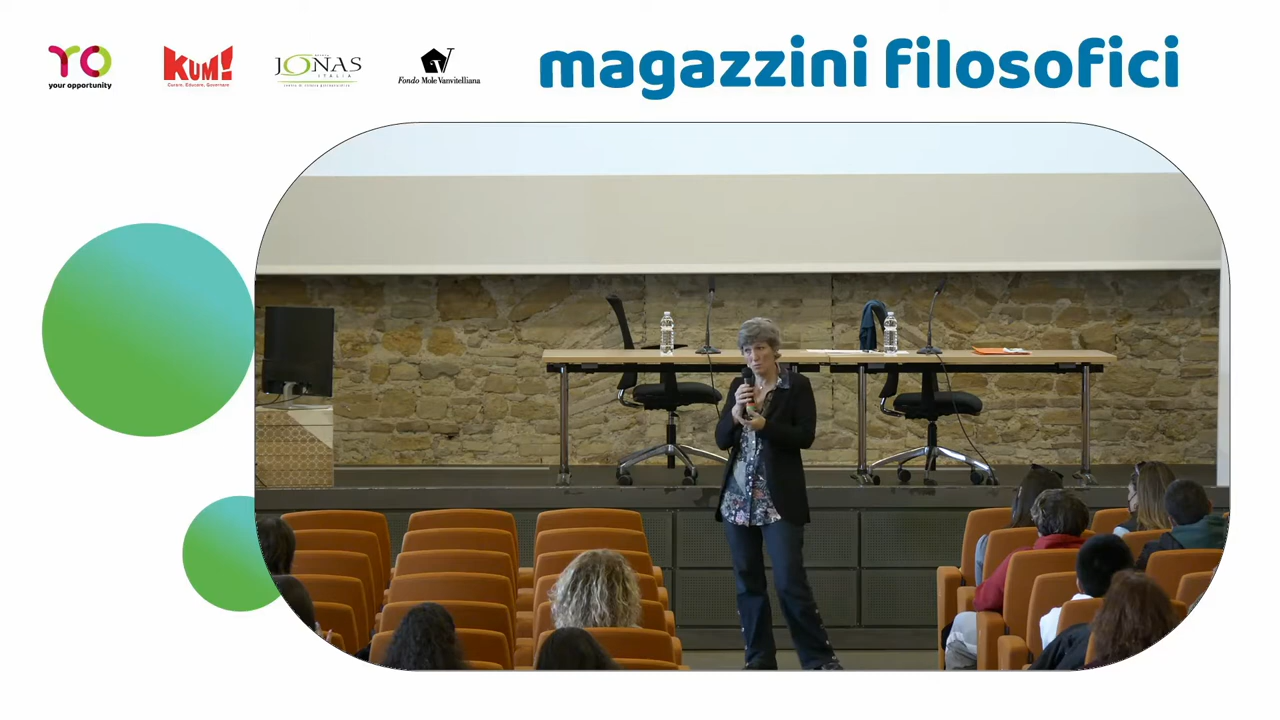 YO
your opportunity
KUM!
Curare, Educare, Governare
JONAS
ITALIA
Fondo Mole Vanvitelliana
magazzini filosofici